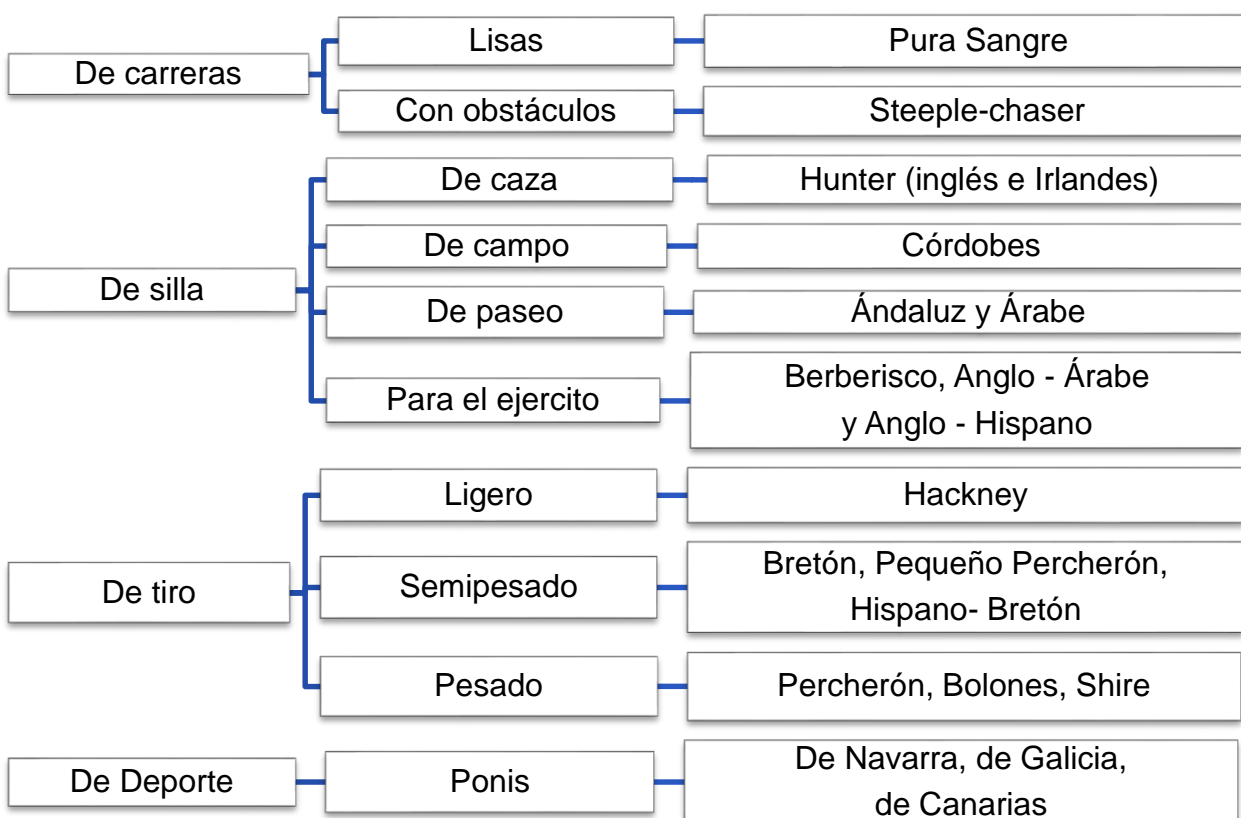 De carreras
Lisas
Pura Sangre
Con obstáculos
Steeple-chaser
De silla
De caza
Hunter (inglés e Irlandes)
De campo
Córdobes
De paseo
Ándaluz y Árabe
Para el ejercito
Berberisco, Anglo - Árabe
y Anglo - Hispano
De tiro
Ligero
Hackney
Semipesado
Bretón, Pequeño Percherón,
Hispano- Bretón
Pesado
Percherón, Bolones, Shire
De Deporte
Ponis
De Navarra, de Galicia,
de Canarias